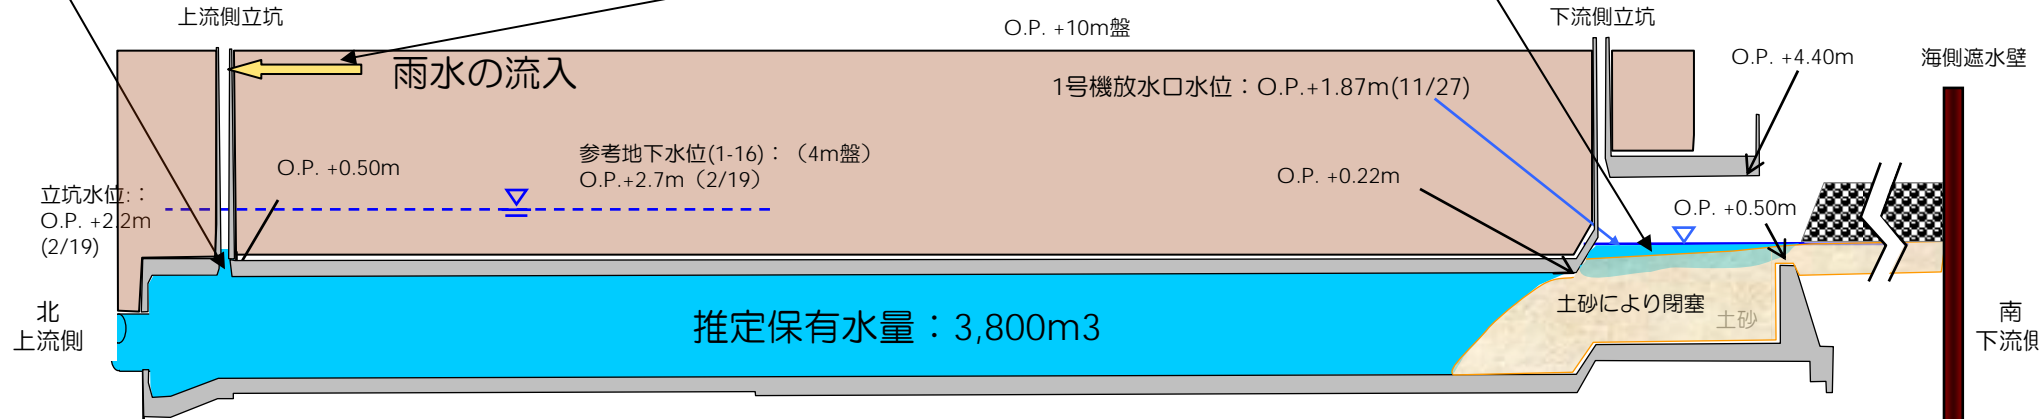 上流側立坑
O.P. +10m盤
下流側立坑
O.P. +4.40m
海側遮水壁
雨水の流入
1号機放水口水位：O.P.+1.87m(11/27)
参考地下水位(1-16)：（4m盤）
O.P.+2.7m（2/19）
O.P. +0.50m
O.P. +0.22m
立坑水位:：
O.P. +2.2m
(2/19)
O.P. +0.50m
土砂により閉塞
土砂
推定保有水量：3,800m3
北
上流側
南
下流側